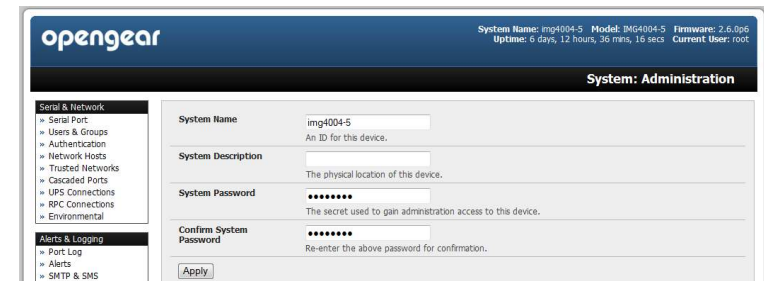 opengear
System Name: img4004-5 Model: IMG4004-5 Firmware: 2.6.0p6
Uptime: 6 days, 12 hours, 36 mins, 16 secs Current User: root
System: Administration
Serial & Network
» Serial Port
» Users & Groups
» Authentication
» Network Hosts
» Trusted Networks
» Cascaded Ports
» UPS Connections
» RPC Connections
» Environmental
Alerts & Logging
» Port Log
» Alerts
» SMTP & SMS
System Name
img4004-5
An ID for this device.
System Description
The physical location of this device.
System Password
●●●●●●●●
The secret used to gain administration access to this device.
Confirm System
Password
●●●●●●●●
Re-enter the above password for confirmation.
Apply